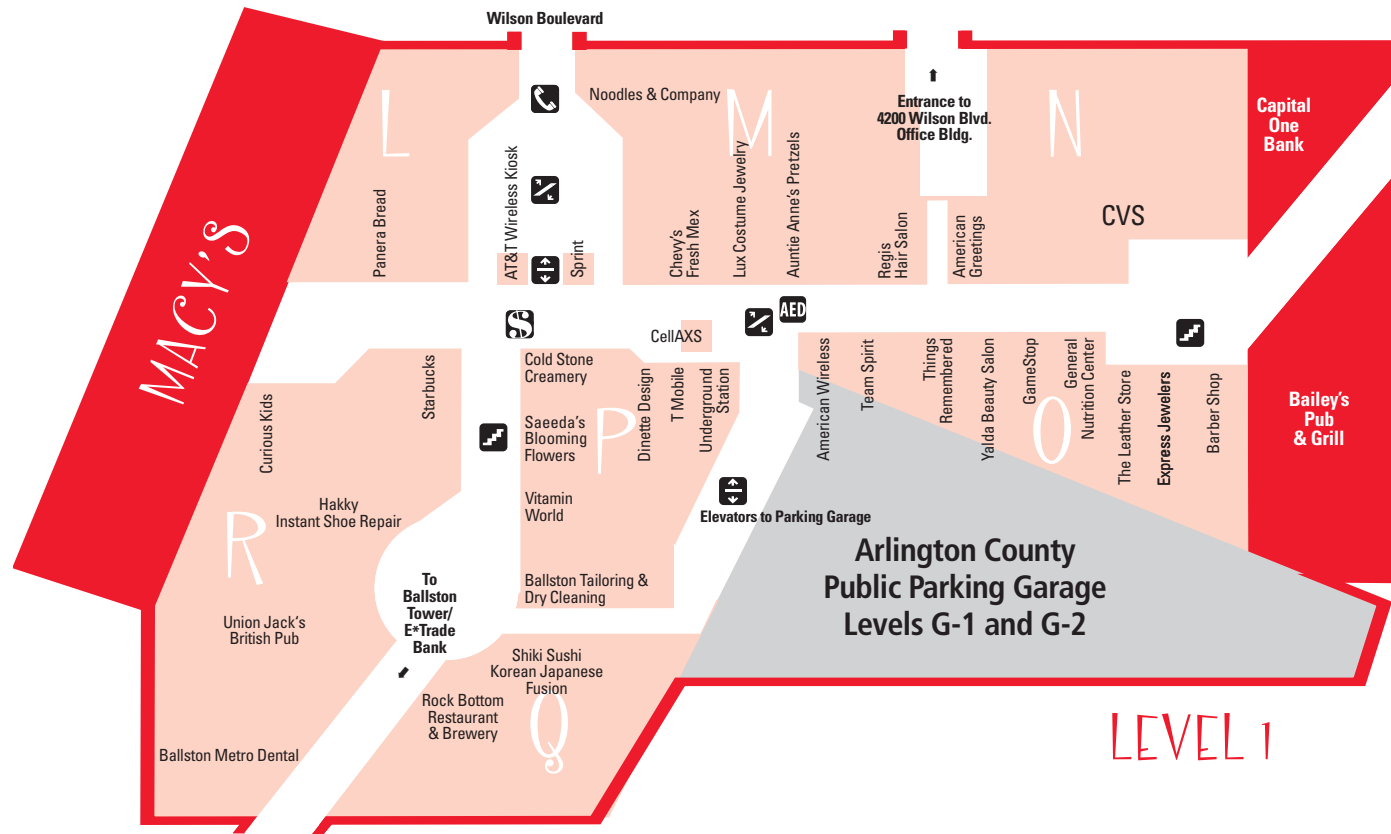 Wilson Boulevard
L
Noodles & Company
M
Entrance to
4200 Wilson Blvd.
Office Bldg.
N
Capital
One
Bank
MACY'S
Panera Bread
AT&T Wireless Kiosk
Sprint
Chevy's
Fresh Mex
Lux Costume Jewelry
Auntie Anne's Pretzels
Regis
Hair Salon
American
Greetings
CVS
$
CellAXS
AED
Curious Kids
Starbucks
Cold Stone
Creamery
Saeeda's
Blooming
Flowers
P
Dinette Design
T Mobile
Underground
Station
American Wireless
Team Spirit
Things
Remembered
Yalda Beauty Salon
GameStop
O
General
Nutrition Center
The Leather Store
Express Jewelers
Barber Shop
Bailey's
Pub
& Grill
R
Hakky
Instant Shoe Repair
Vitamin
World
Elevators to Parking Garage
Arlington County
Public Parking Garage
Levels G-1 and G-2
To
Ballston
Tower/
E*Trade
Bank
Ballston Tailoring &
Dry Cleaning
Union Jack's
British Pub
Shiki Sushi
Korean Japanese
Fusion
Rock Bottom
Restaurant
& Brewery
Q
Ballston Metro Dental
LEVEL 1